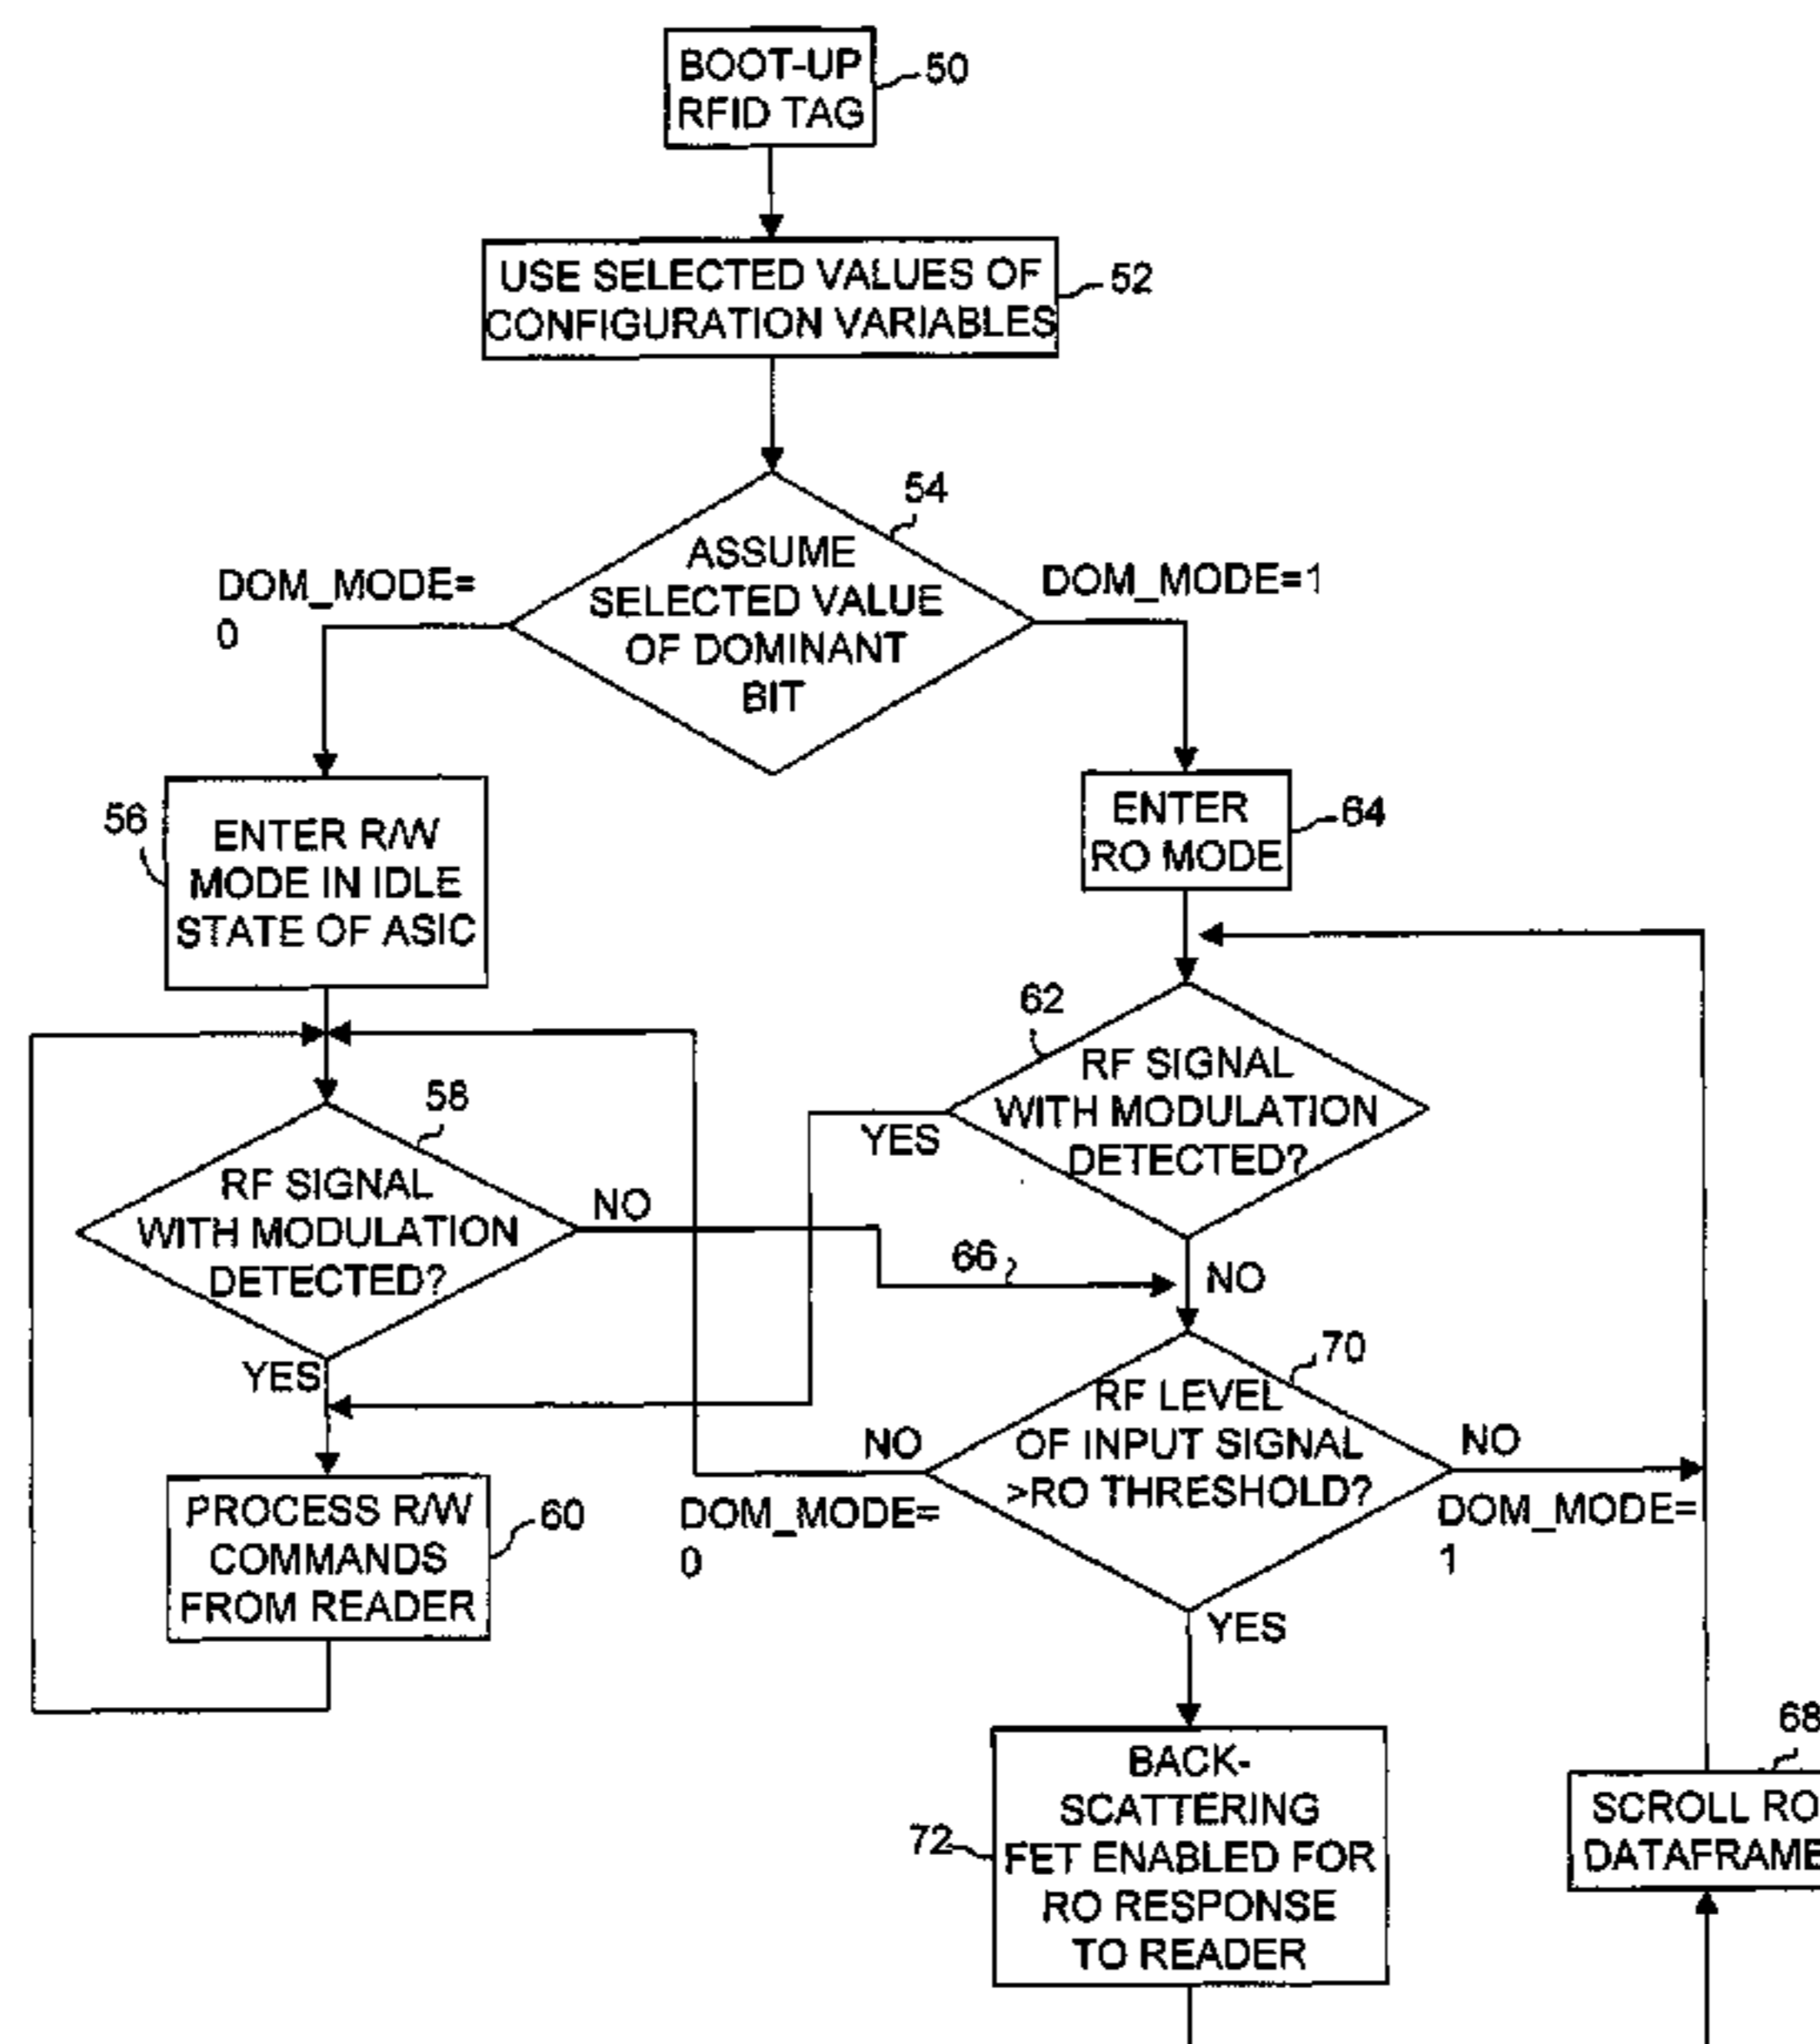 BOOT-UP
RFID TAG
50
USE SELECTED VALUES OF
CONFIGURATION VARIABLES
52
54
ASSUME
SELECTED VALUE
OF DOMINANT
BIT
DOM_MODE=
0
DOM_MODE=1
56
ENTER R/W
MODE IN IDLE
STATE OF ASIC
ENTER
RO MODE
64
62
RF SIGNAL
WITH MODULATION
DETECTED?
YES
NO
58
RF SIGNAL
WITH MODULATION
DETECTED?
NO
YES
66
70
RF LEVEL
OF INPUT SIGNAL
>RO THRESHOLD?
NO
DOM_MODE=
0
NO
DOM_MODE=
1
YES
PROCESS R/W
COMMANDS
FROM READER
60
72
BACK-
SCATTERING
FET ENABLED FOR
RO RESPONSE
TO READER
68
SCROLL RO
DATAFRAME